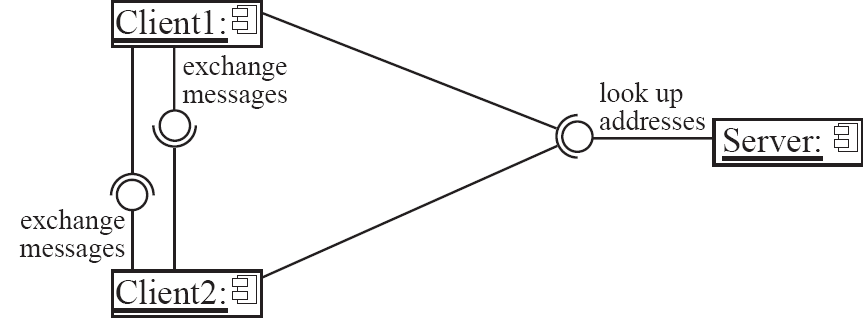 Client1:
exchange
messages
look up
addresses
Server:
exchange
messages
Client2: